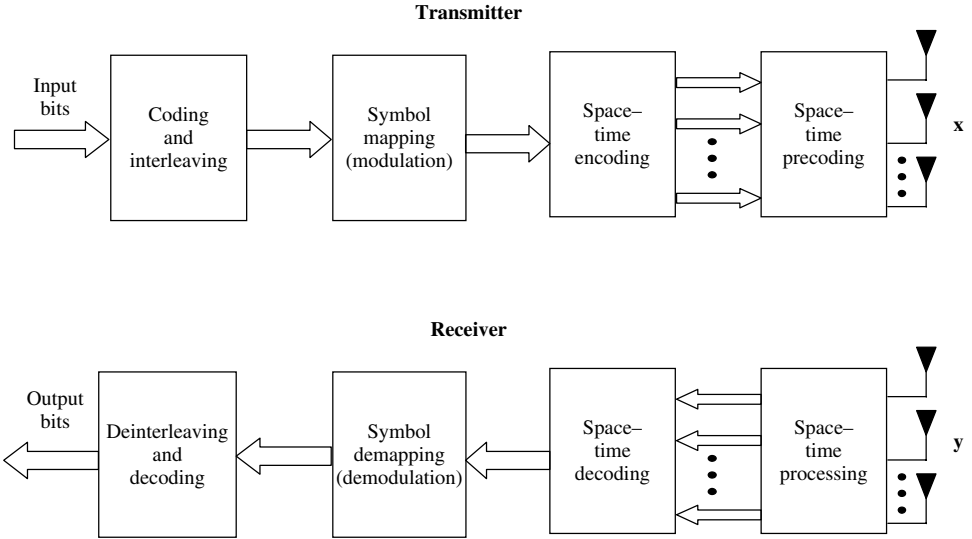 Transmitter
Input
bits
Coding
and
interleaving
Symbol
mapping
(modulation)
Space–
time
encoding
Space–
time
precoding
x
Receiver
Output
bits
Deinterleaving
and
decoding
Symbol
demapping
(demodulation)
Space–
time
decoding
Space–
time
processing
y